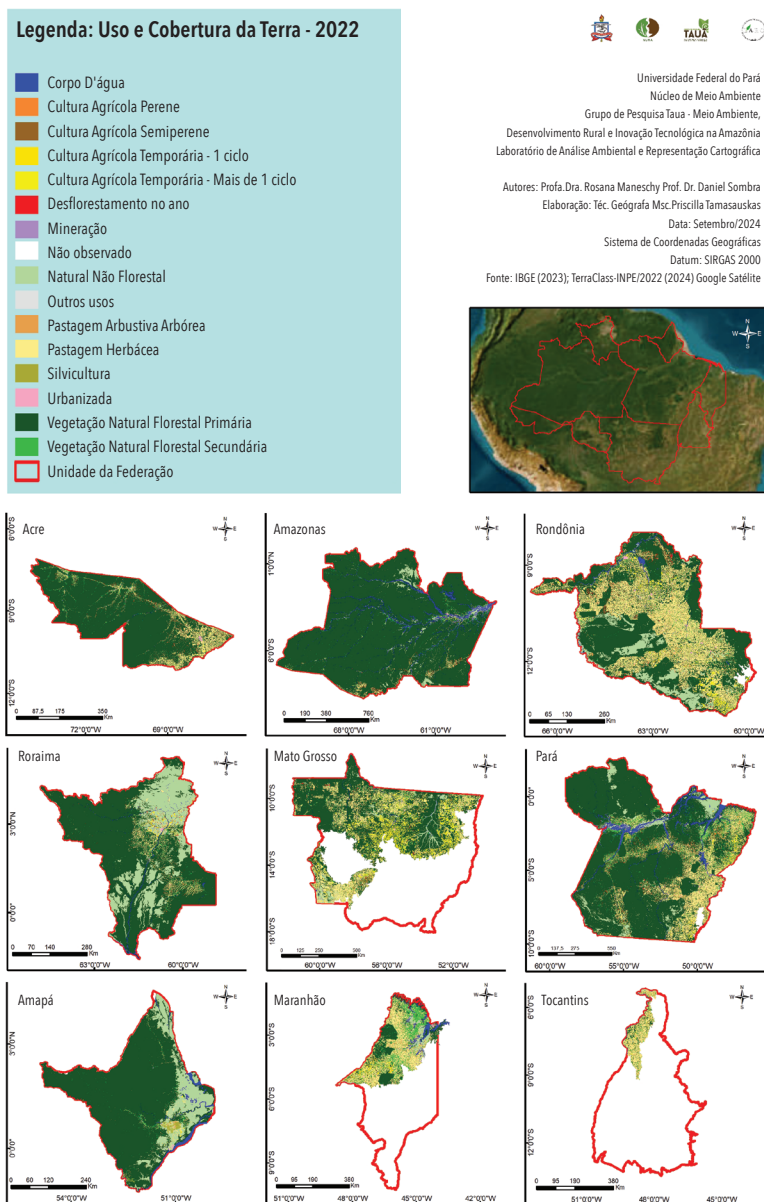 Legenda: Uso e Cobertura da Terra - 2022
Corpo D'água
Cultura Agrícola Perene
Cultura Agrícola Semiperene
Cultura Agrícola Temporária - 1 ciclo
Cultura Agrícola Temporária - Mais de 1 ciclo
Desflorestamento no ano
Mineração
Não observado
Natural Não Florestal
Outros usos
Pastagem Arbustiva Arbórea
Pastagem Herbácea
Silvicultura
Urbanizada
Vegetação Natural Florestal Primária
Vegetação Natural Florestal Secundária
Unidade da Federação
TAUA
Universidade Federal do Pará
Núcleo de Meio Ambiente
Grupo de Pesquisa Taua - Meio Ambiente,
Desenvolvimento Rural e Inovação Tecnológica na Amazônia
Laboratório de Análise Ambiental e Representação Cartográfica
Autores: Profa.Dra. Rosana Maneschy Prof. Dr. Daniel Sombra
Elaboração: Téc. Geógrafa Msc.Priscilla Tamasauskas
Data: Setembro/2024
Sistema de Coordenadas Geográficas
Datum: SIRGAS 2000
Fonte: IBGE (2023); TerraClass-INPE/2022 (2024) Google Satélite
N
W E
S
Acre
N
W E
S
6°0'0"S
9°0'0"S
12°0'0"S
0 87,5 175 350
Km
72°0'0"W 69°0'0"W
Amazonas
N
W E
S
1°0'0"N
6°0'0"S
0 190 380 760
Km
68°0'0"W 61°0'0"W
Rondônia
N
W E
S
9°0'0"S
12°0'0"S
0 65 130 260
Km
66°0'0"W 63°0'0"W 60°0'0"W
Roraima
N
W E
S
3°0'0"N
0°0'0"
0 70 140 280
Km
63°0'0"W 60°0'0"W
Mato Grosso
N
W E
S
10°0'0"S
14°0'0"S
18°0'0"S
0 125 250 500
Km
60°0'0"W 56°0'0"W 52°0'0"W
Pará
N
W E
S
0°0'0"
5°0'0"S
10°0'0"S
0 137,5 275 550
Km
60°0'0"W 55°0'0"W 50°0'0"W
Amapá
N
W E
S
3°0'0"N
0°0'0"
0 60 120 240
Km
54°0'0"W 51°0'0"W
Maranhão
N
W E
S
3°0'0"S
6°0'0"S
9°0'0"S
0 95 190 380
Km
51°0'0"W 48°0'0"W 45°0'0"W 42°0'0"W
Tocantins
N
W E
S
6°0'0"S
9°0'0"S
12°0'0"S
0 95 190 380
Km
51°0'0"W 48°0'0"W 45°0'0"W